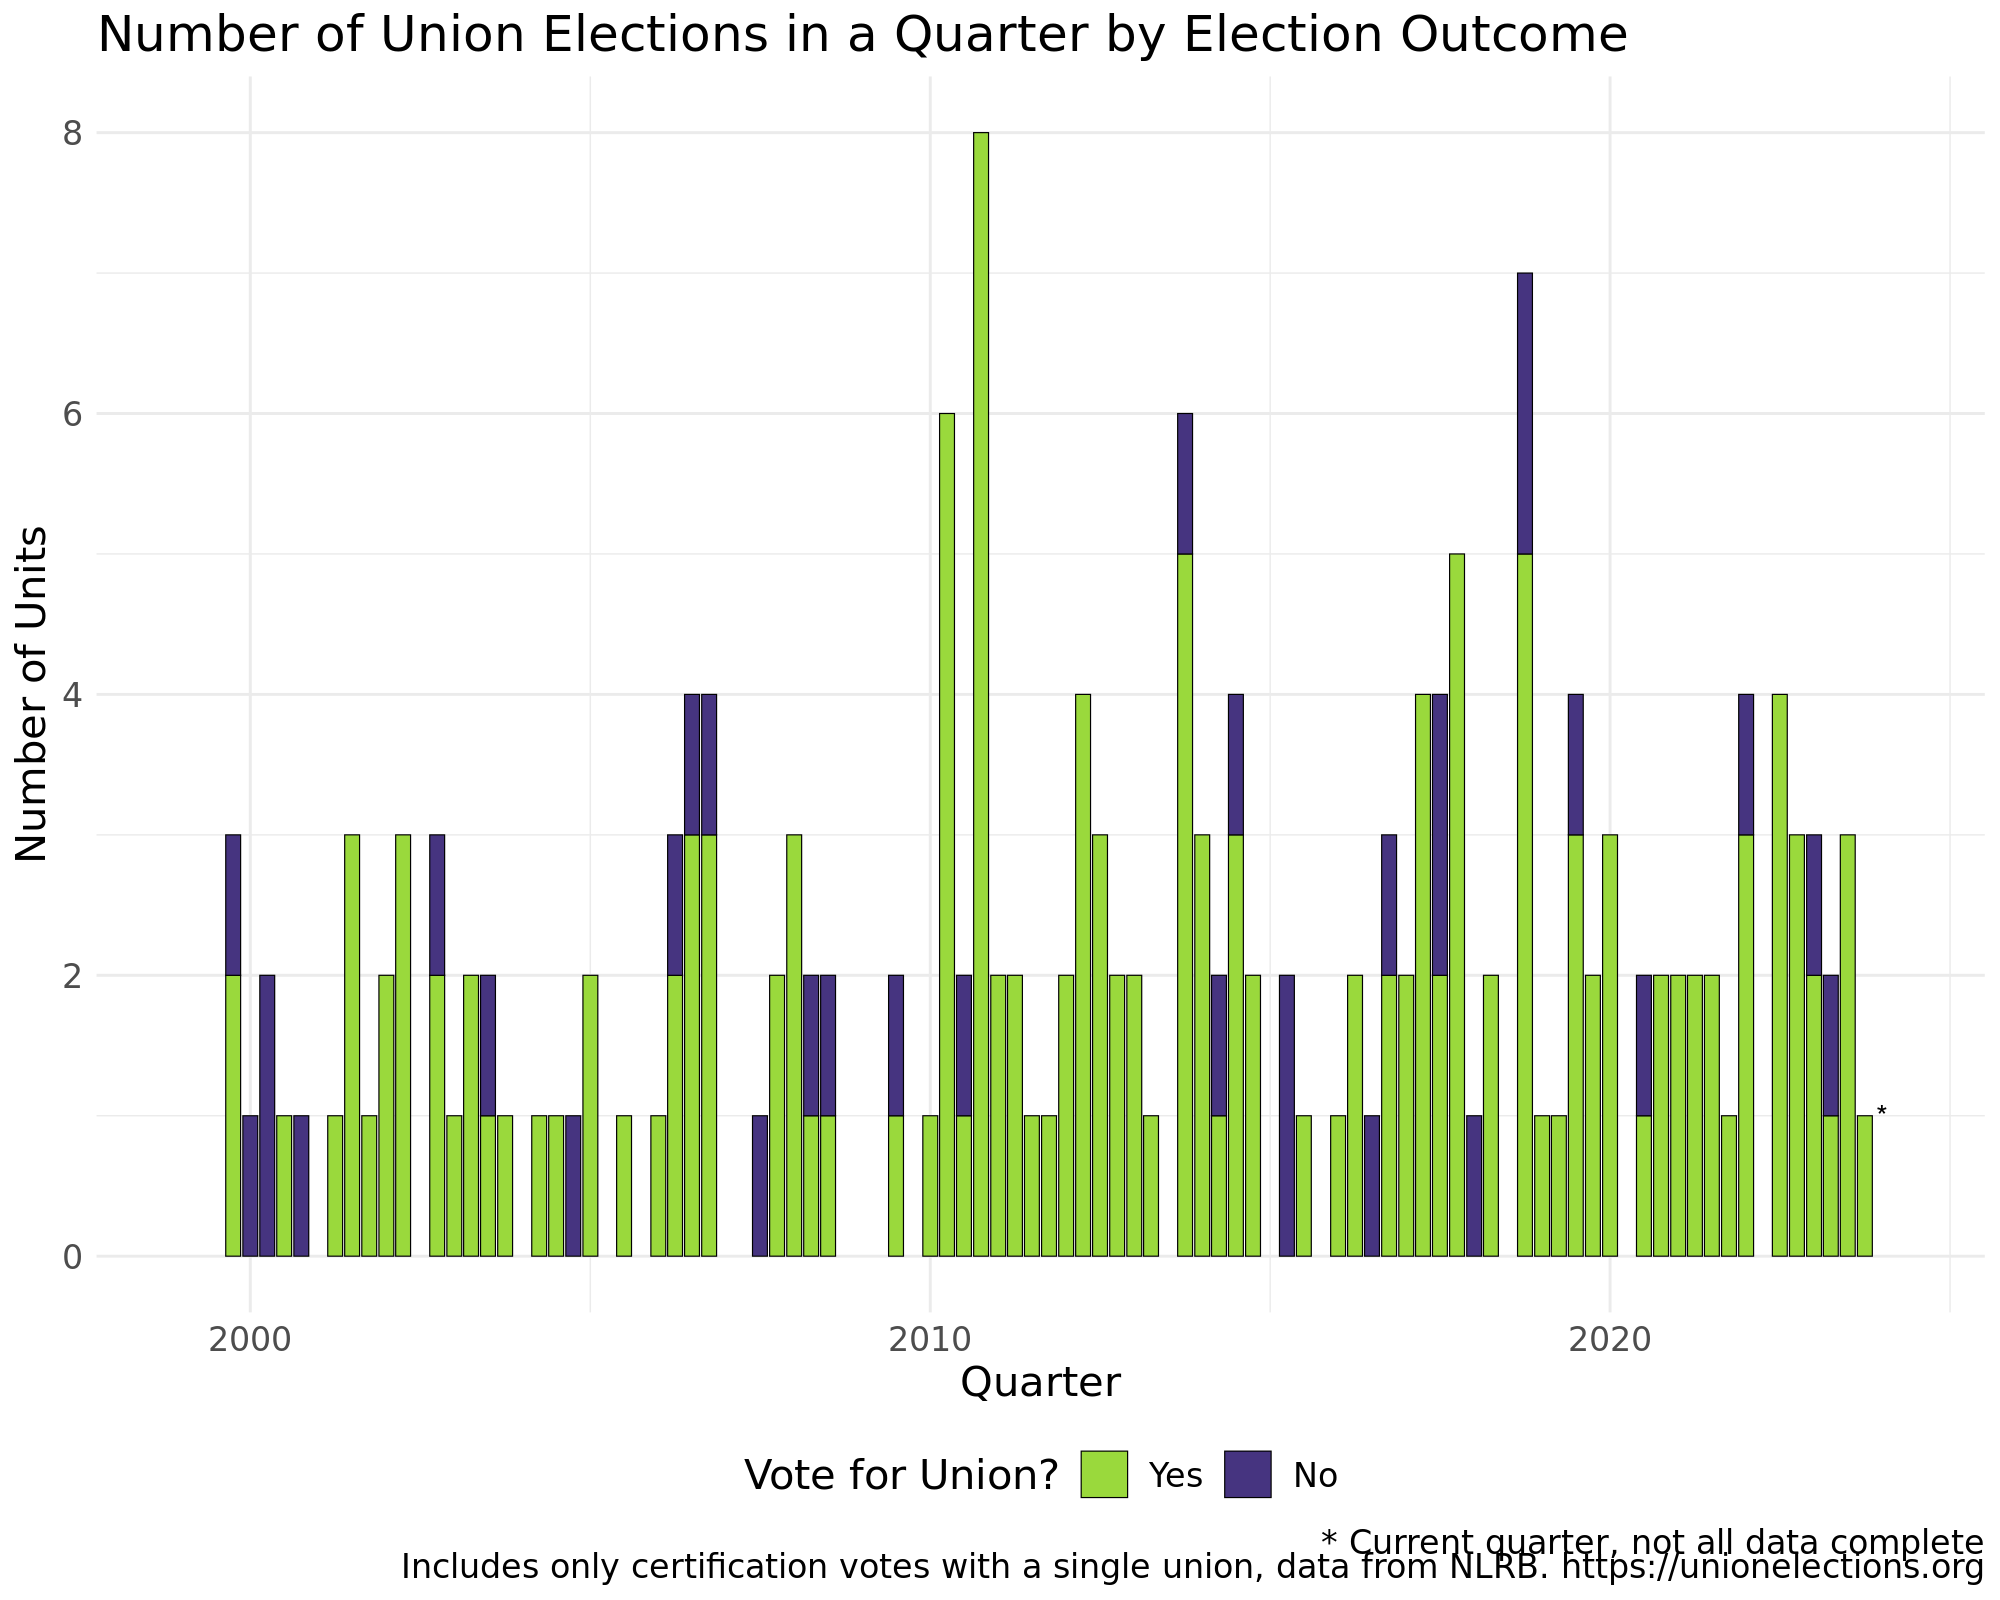 Number of Union Elections in a Quarter by Election Outcome
8
6
4
2
0
Number of Units
*
2000 2010 2020
Quarter
Vote for Union? Yes No
* Current quarter, not all data complete
Includes only certification votes with a single union, data from NLRB. https://unionelections.org